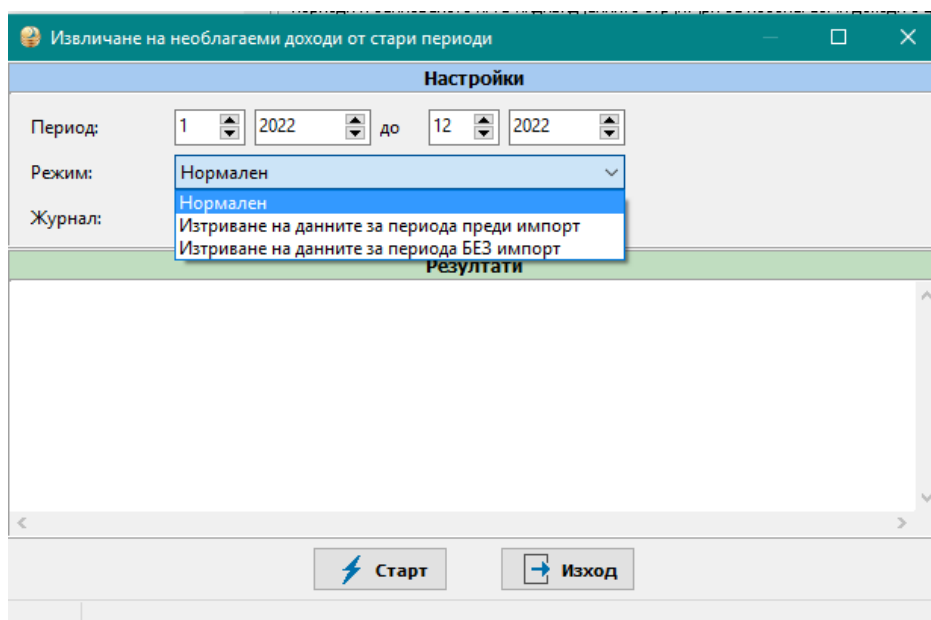 Извличане на необлагаеми доходи от стари периоди
Настройки
Период: 1 2022 до 12 2022
Режим: Нормален
Нормален
Журнал:
Изтриване на данните за периода преди импорт
Изтриване на данните за периода БЕЗ импорт
Резултати
Старт Изход